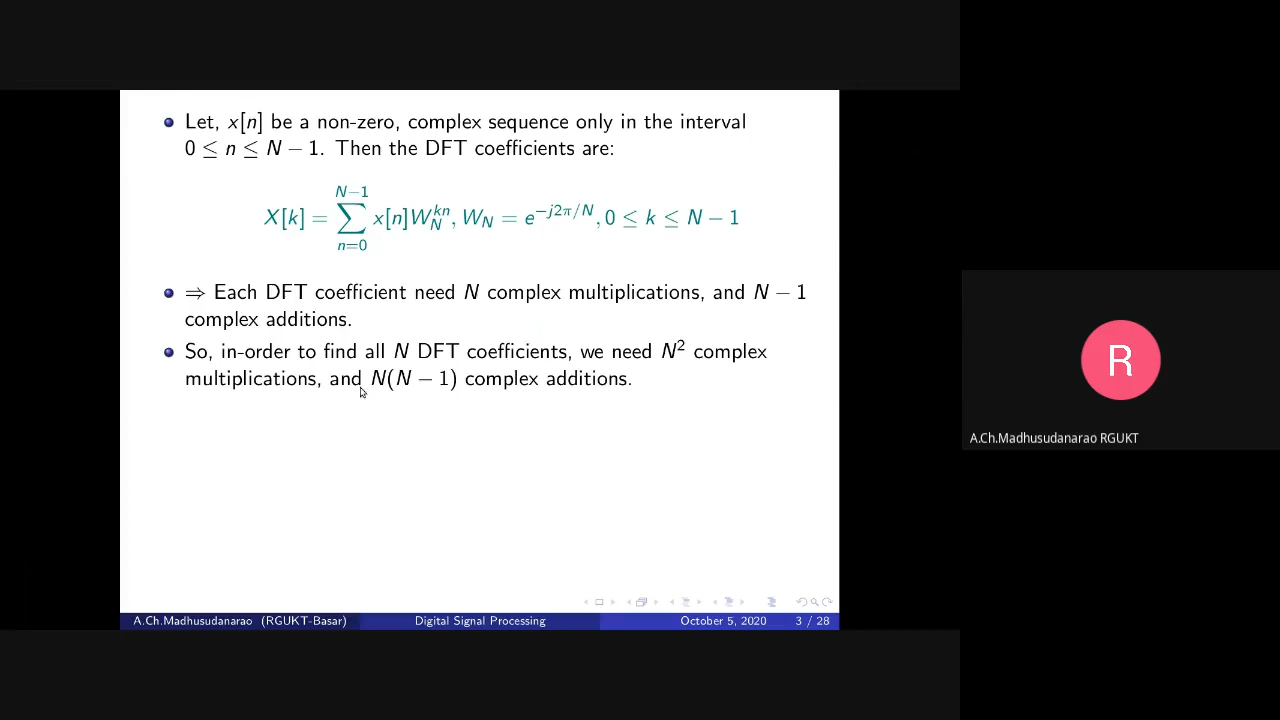 Let, x[n] be a non-zero, complex sequence only in the interval
0 ≤ n ≤ N − 1. Then the DFT coefficients are:
X[k] = ∑_{n=0}^{N−1} x[n]W_N^{kn}, W_N = e^{−j2π/N}, 0 ≤ k ≤ N − 1
⇒ Each DFT coefficient need N complex multiplications, and N − 1
complex additions.
So, in-order to find all N DFT coefficients, we need N² complex
multiplications, and N(N − 1) complex additions.
A.Ch.Madhusudanarao (RGUKT-Basar) Digital Signal Processing October 5, 2020 3 / 28
R
A.Ch.Madhusudanarao RGUKT